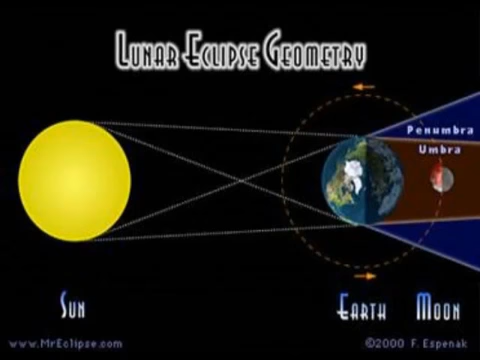 Lunar Eclipse Geometry
Penumbra
Umbra
Sun
Earth
Moon
www.MrEclipse.com
©2000 F. Espenak